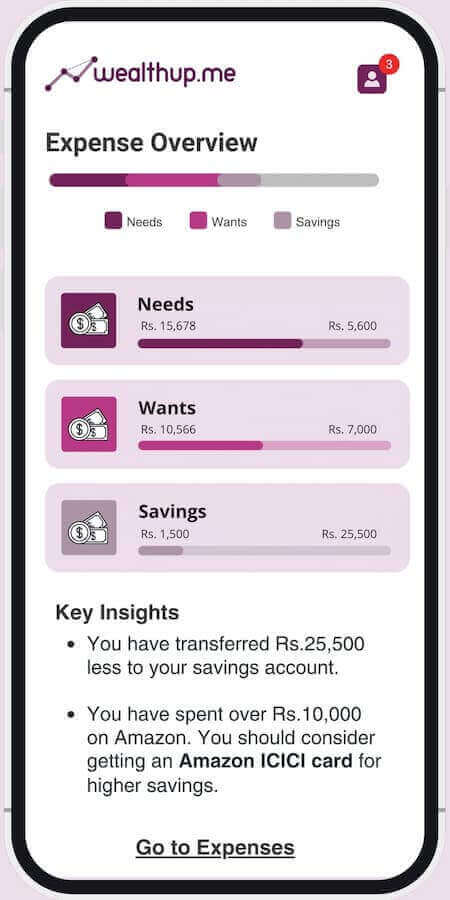 wealthup.me
3
Expense Overview
Needs Wants Savings
Needs
Rs. 15,678 Rs. 5,600
Wants
Rs. 10,566 Rs. 7,000
Savings
Rs. 1,500 Rs. 25,500
Key Insights
• You have transferred Rs.25,500
less to your savings account.
• You have spent over Rs.10,000
on Amazon. You should consider
getting an Amazon ICICI card for
higher savings.
Go to Expenses